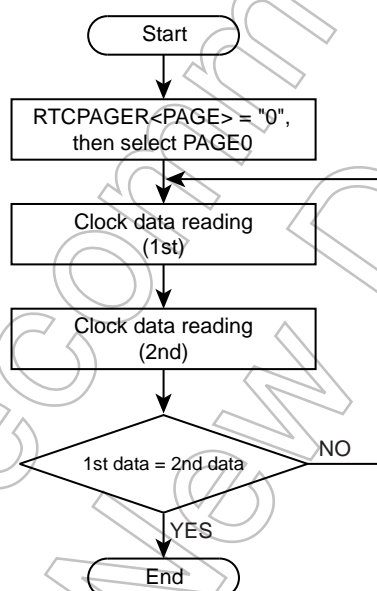 Start
RTCPAGER<PAGE> = "0",
then select PAGE0
Clock data reading
(1st)
Clock data reading
(2nd)
1st data = 2nd data
NO
YES
End